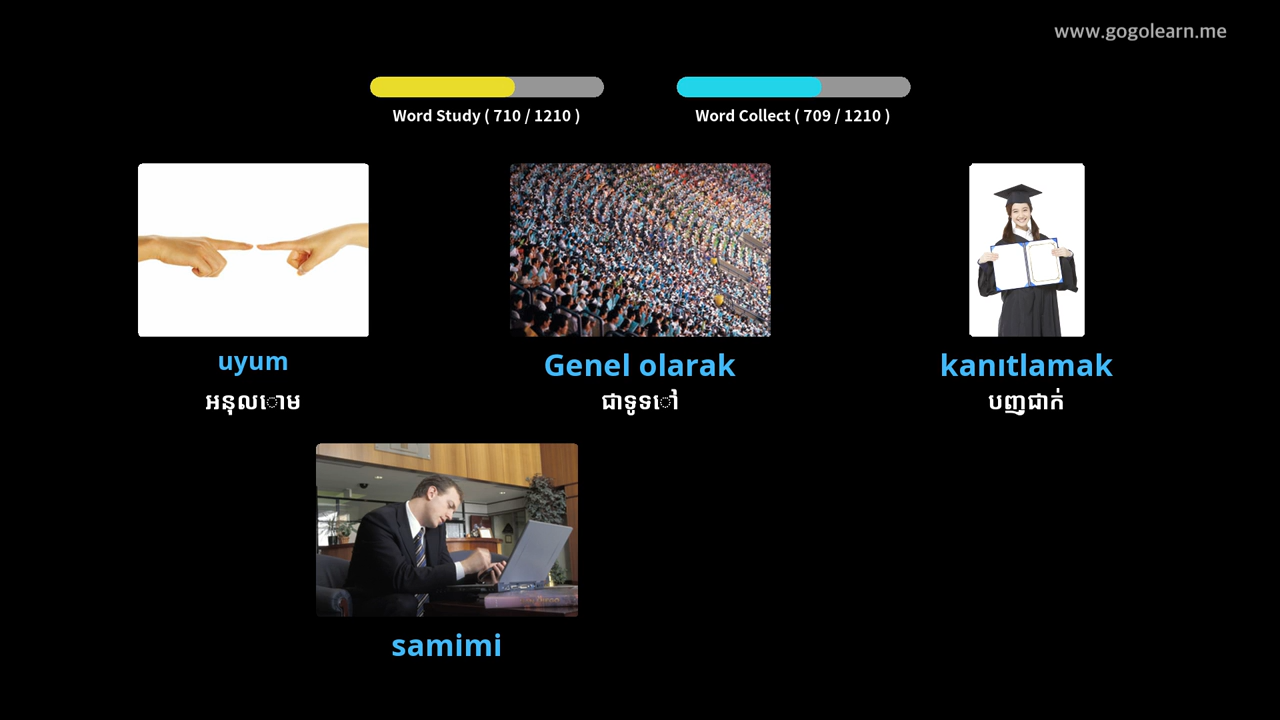 www.gogolearn.me
Word Study ( 710 / 1210 )
Word Collect ( 709 / 1210 )
uyum
Genel olarak
kanıtlamak
អនុលោម
ជាទូទៅ
បញ្ជាក់
samimi